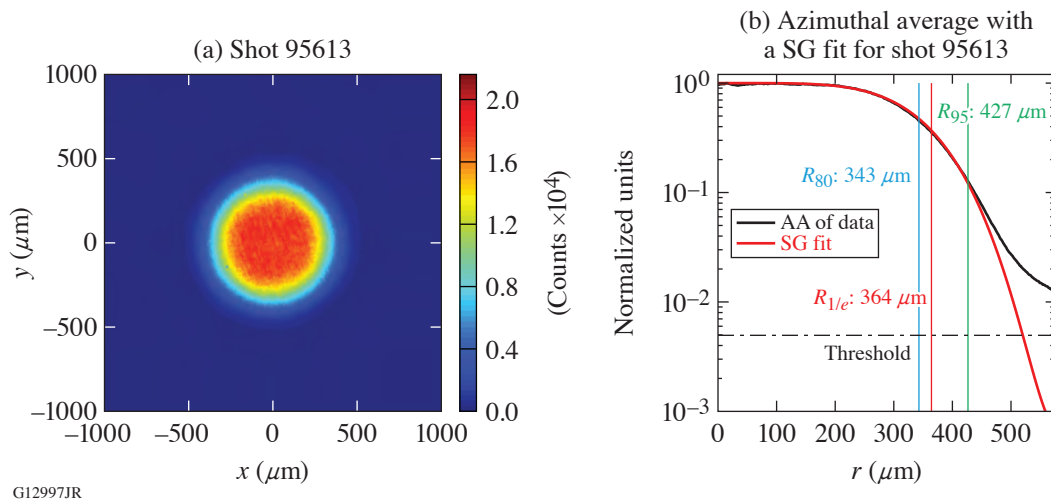 (a) Shot 95613
1000
500
0
–500
–1000
–1000
–500
0
500
1000
y (μm)
x (μm)
2.0
1.6
1.2
0.8
0.4
0.0
(Counts ×10⁴)
(b) Azimuthal average with
a SG fit for shot 95613
10⁰
10⁻¹
10⁻²
10⁻³
Normalized units
R₉₅: 427 μm
R₈₀: 343 μm
AA of data
SG fit
R₁/ₑ: 364 μm
Threshold
0
100
200
300
400
500
r (μm)
G12997JR